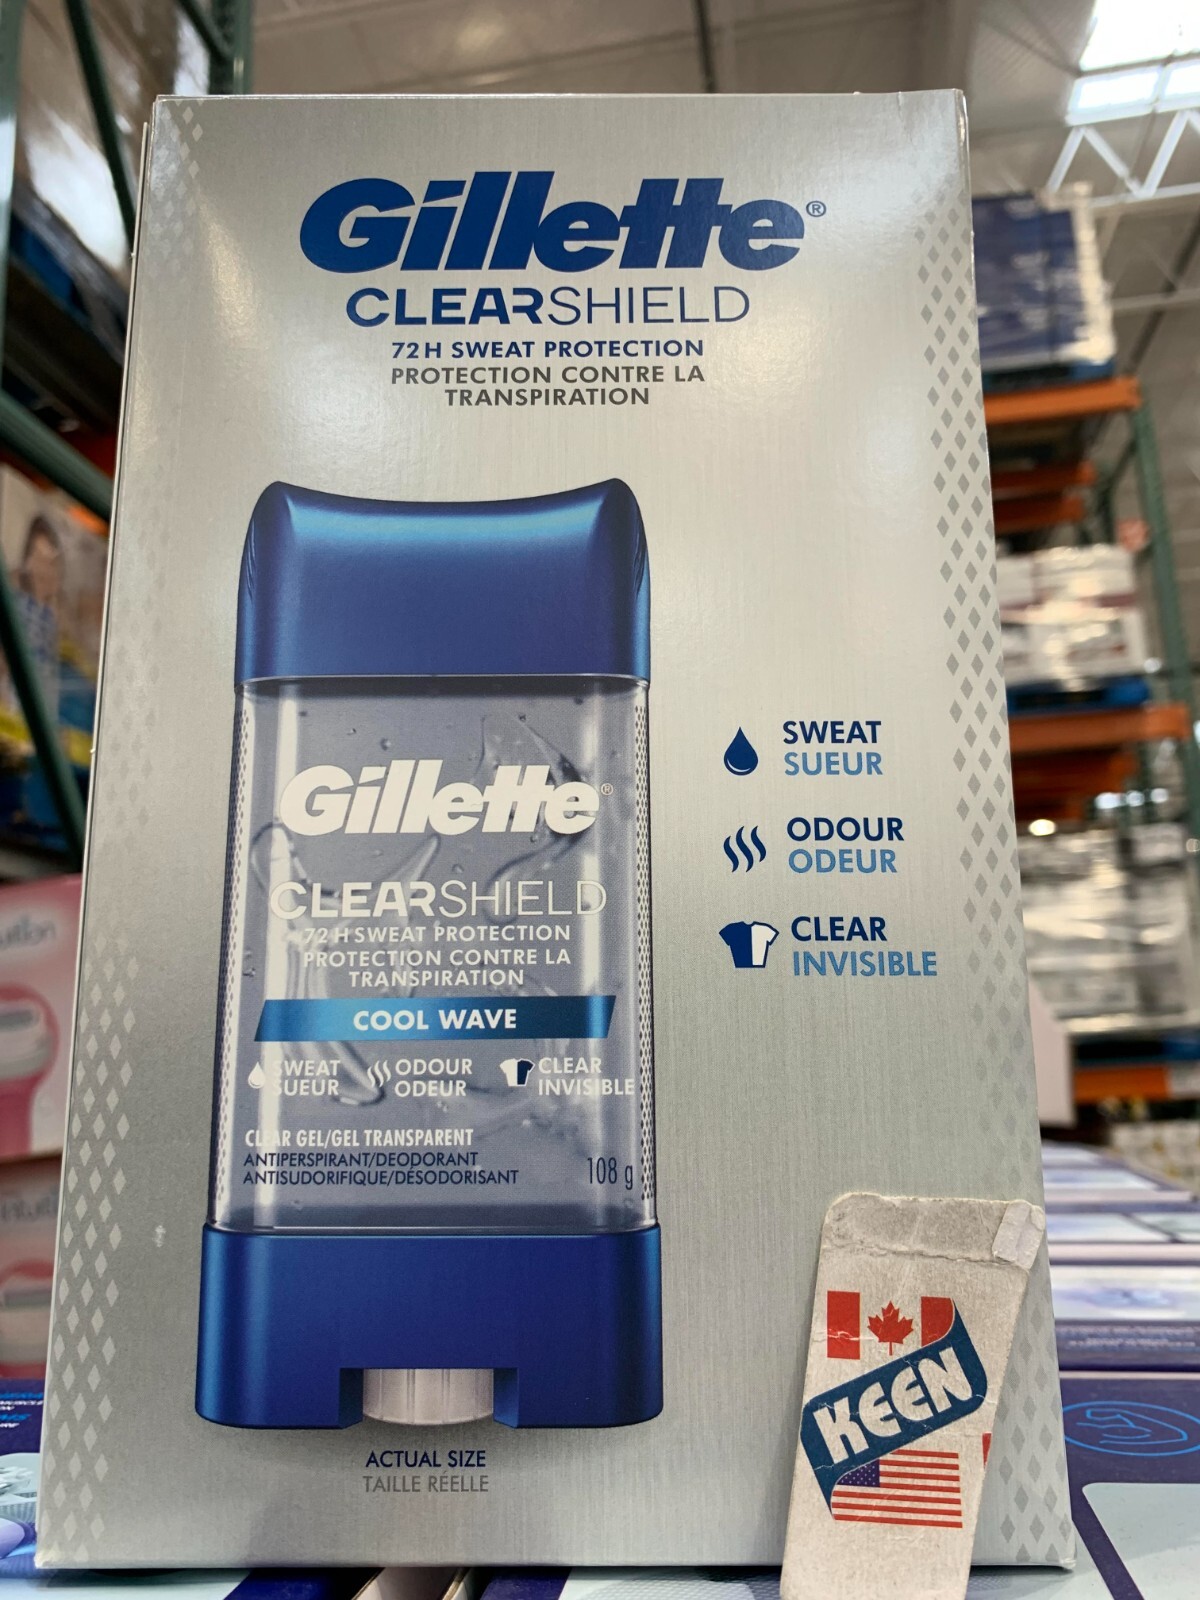 Gillette®
CLEARSHIELD
72H SWEAT PROTECTION
PROTECTION CONTRE LA
TRANSPIRATION
Gillette®
CLEARSHIELD
72H SWEAT PROTECTION
PROTECTION CONTRE LA
TRANSPIRATION
COOL WAVE
SWEAT
SUEUR
ODOUR
ODEUR
CLEAR
INVISIBLE
CLEAR GEL/GEL TRANSPARENT
ANTIPERSPIRANT/DEODORANT
ANTISUDORIFIQUE/DÉSODORISANT
108 g
SWEAT
SUEUR
ODOUR
ODEUR
CLEAR
INVISIBLE
ACTUAL SIZE
TAILLE RÉELLE
KEEN